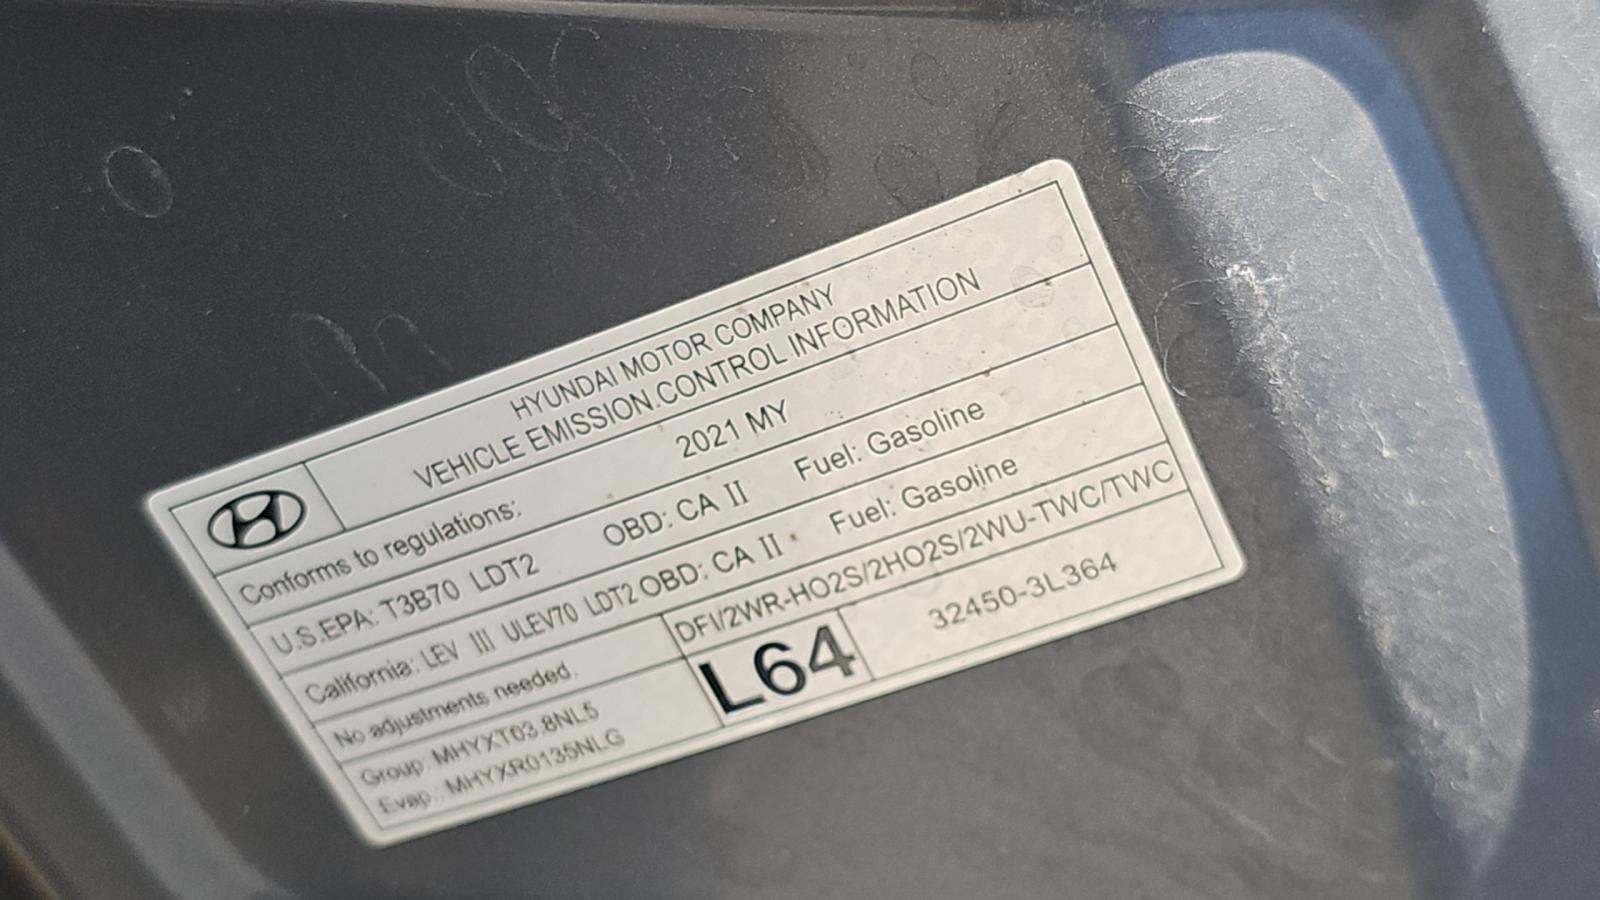 HYUNDAI MOTOR COMPANY
VEHICLE EMISSION CONTROL INFORMATION
Conforms to regulations: 2021 MY
U.S.EPA: T3B70 LDT2 OBD: CA II Fuel: Gasoline
California: LEV III ULEV70 LDT2 OBD: CA II Fuel: Gasoline
No adjustments needed. DFI/2WR-HO2S/2HO2S/2WU-TWC/TWC
Group: MHYXT03.8NL5
Evap.: MHYXR0135NLG
L64
32450-3L364